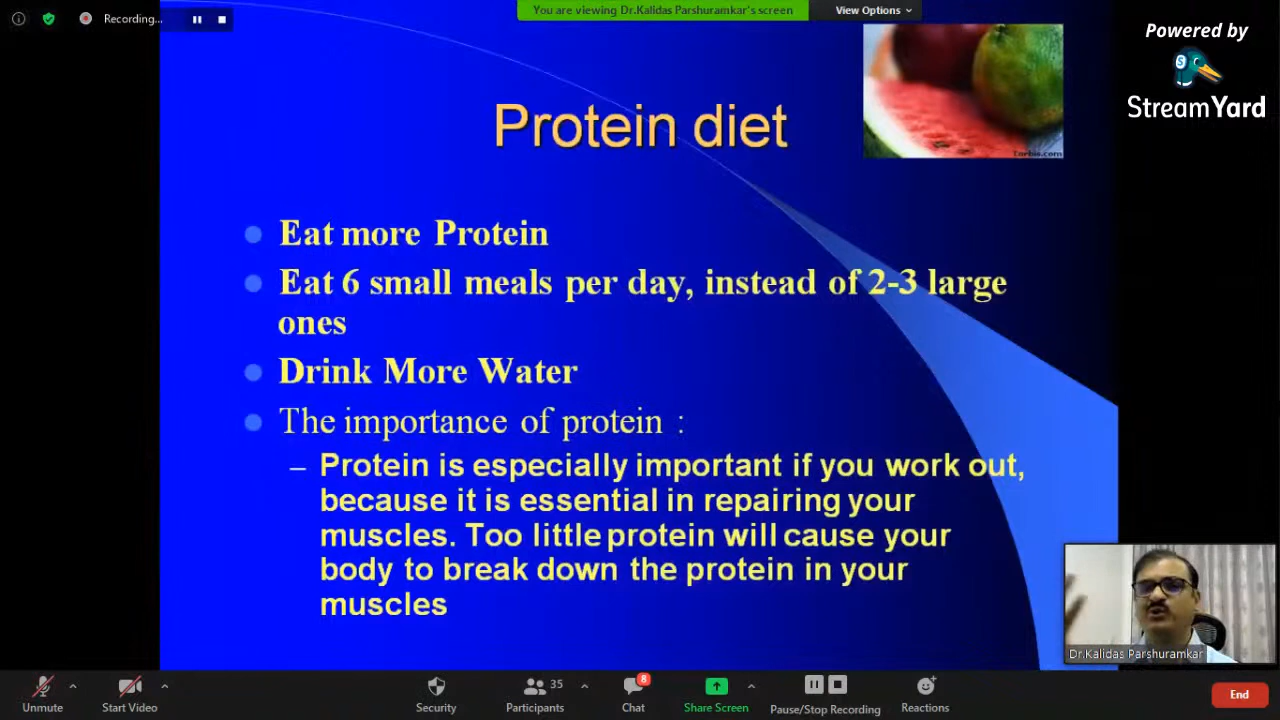 Recording...
You are viewing Dr.Kalidas Parshuramkar's screen
View Options
Powered by
StreamYard
Corbis.com
Protein diet
Eat more Protein
Eat 6 small meals per day, instead of 2-3 large
ones
Drink More Water
The importance of protein :
– Protein is especially important if you work out,
because it is essential in repairing your
muscles. Too little protein will cause your
body to break down the protein in your
muscles
Dr.Kalidas Parshuramkar
Unmute
Start Video
Security
35
Participants
8
Chat
Share Screen
Pause/Stop Recording
Reactions
End